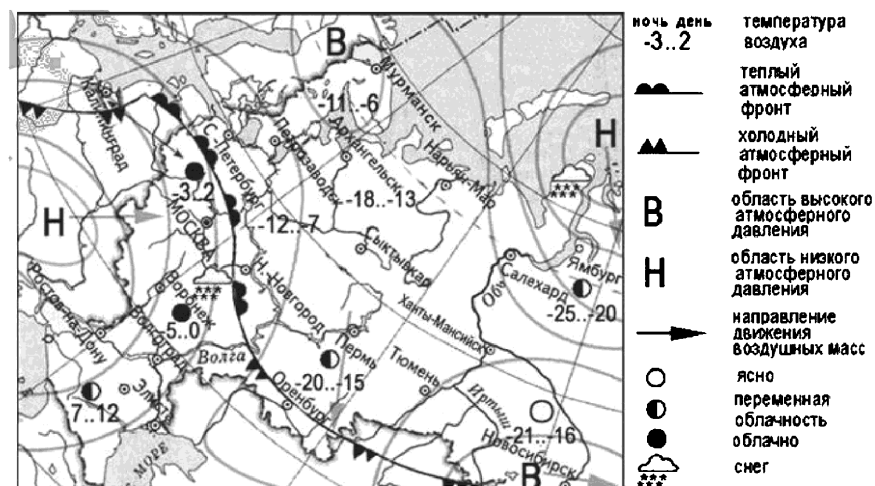 В
Мурманск
-11..-6
Калининград
С.-Петербург
Петрозаводск
Архангельск
Нарьян-Мар
Н
-3..2
-18..-13
Н
МОСКВА
-12..-7
Сыктывкар
Обь
Салехард
Ямбург
Н.-Новгород
Ханты-Мансийск
-25..-20
Ростов-на-Дону
Воронеж
5..0
Волгоград
Волга
Пермь
Тюмень
-20..-15
Элиста
7..12
Оренбург
Иртыш
-21..-16
Новосибирск
МОРЕ
В
ночь день
-3..2
температура
воздуха
теплый
атмосферный
фронт
холодный
атмосферный
фронт
В
область высокого
атмосферного
давления
Н
область низкого
атмосферного
давления
направление
движения
воздушных масс
ясно
переменная
облачность
облачно
снег